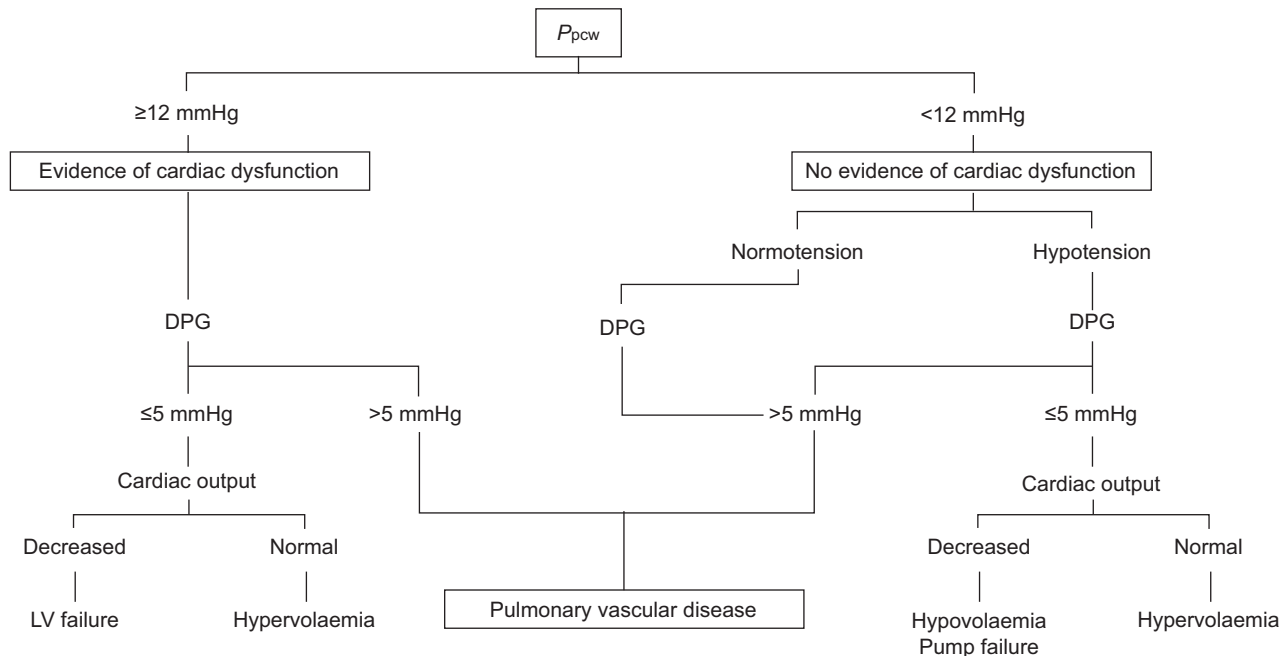 Ppcw
≥12 mmHg
<12 mmHg
Evidence of cardiac dysfunction
No evidence of cardiac dysfunction
Normotension
Hypotension
DPG
DPG
DPG
≤5 mmHg
>5 mmHg
>5 mmHg
≤5 mmHg
Cardiac output
Cardiac output
Decreased
Normal
Decreased
Normal
LV failure
Hypervolaemia
Pulmonary vascular disease
Hypovolaemia
Pump failure
Hypervolaemia